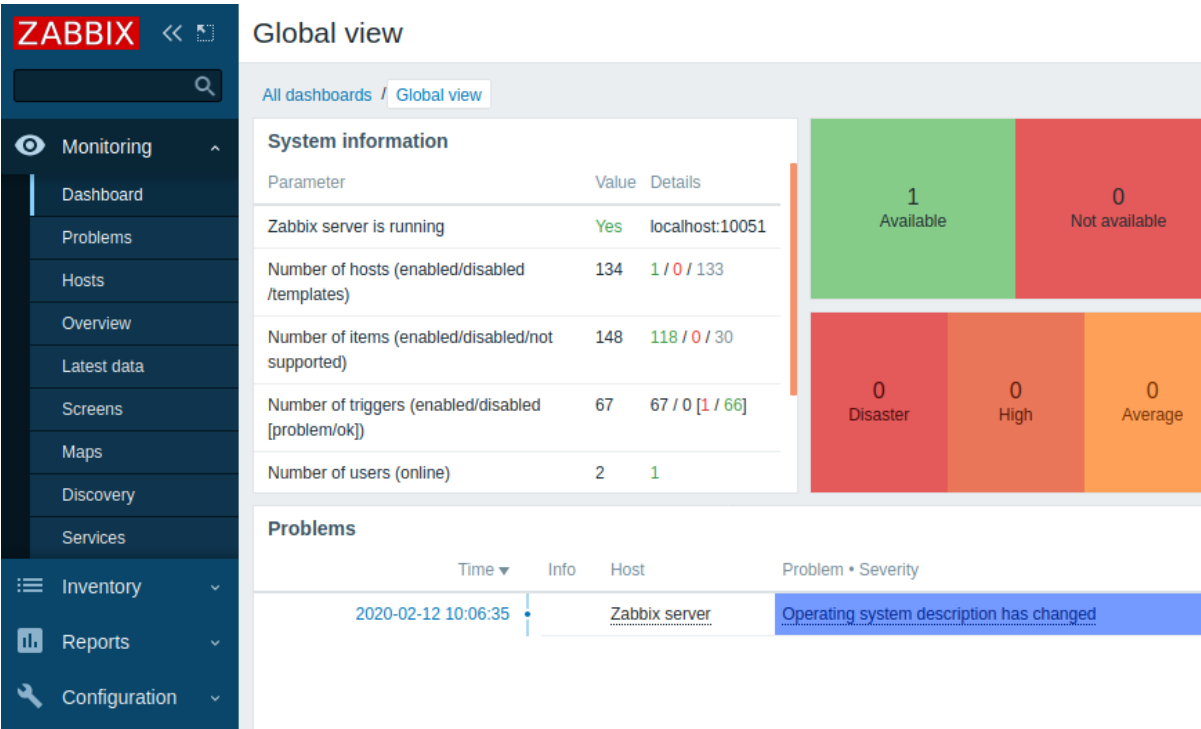 ZABBIX
Global view
All dashboards / Global view
Monitoring
Dashboard
Problems
Hosts
Overview
Latest data
Screens
Maps
Discovery
Services
Inventory
Reports
Configuration
System information
Parameter Value Details
Zabbix server is running Yes localhost:10051
Number of hosts (enabled/disabled 134 1 / 0 / 133
/templates)
Number of items (enabled/disabled/not 148 118 / 0 / 30
supported)
Number of triggers (enabled/disabled 67 67 / 0 [1 / 66]
[problem/ok])
Number of users (online) 2 1
1 0
Available Not available
0 0 0
Disaster High Average
Problems
Time Info Host Problem • Severity
2020-02-12 10:06:35 Zabbix server Operating system description has changed